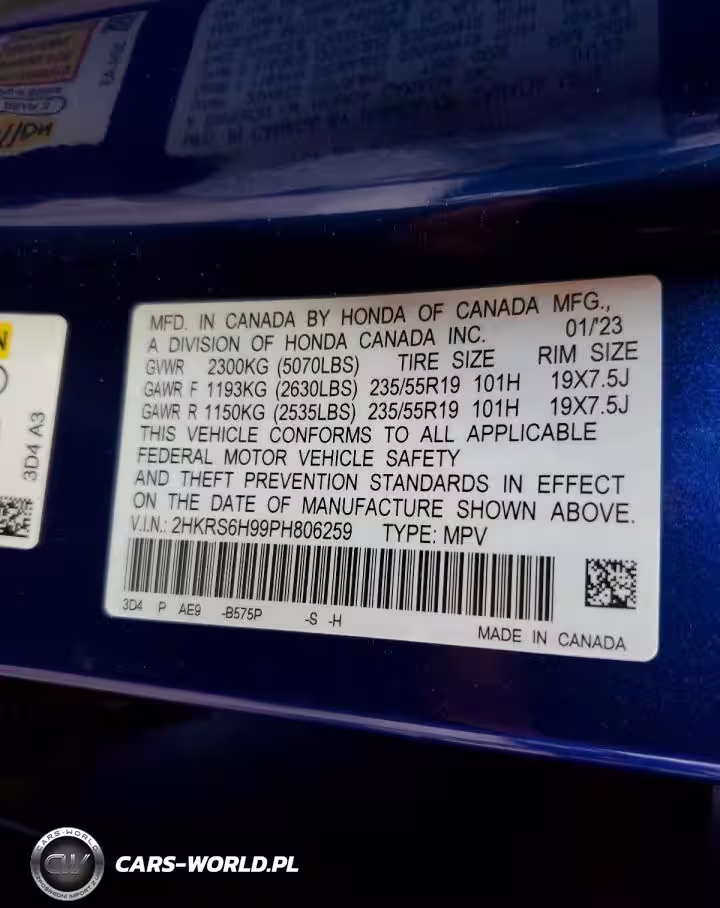 MFD. IN CANADA BY HONDA OF CANADA MFG.,
A DIVISION OF HONDA CANADA INC. 01/'23
GVWR 2300KG (5070LBS) TIRE SIZE RIM SIZE
GAWR F 1193KG (2630LBS) 235/55R19 101H 19X7.5J
GAWR R 1150KG (2535LBS) 235/55R19 101H 19X7.5J
THIS VEHICLE CONFORMS TO ALL APPLICABLE
FEDERAL MOTOR VEHICLE SAFETY
AND THEFT PREVENTION STANDARDS IN EFFECT
ON THE DATE OF MANUFACTURE SHOWN ABOVE.
V.I.N.: 2HKRS6H99PH806259 TYPE: MPV
3D4 P AE9 -B575P -S -H
MADE IN CANADA
3D4 A3
CARS-WORLD
CW
CARS-WORLD.PL